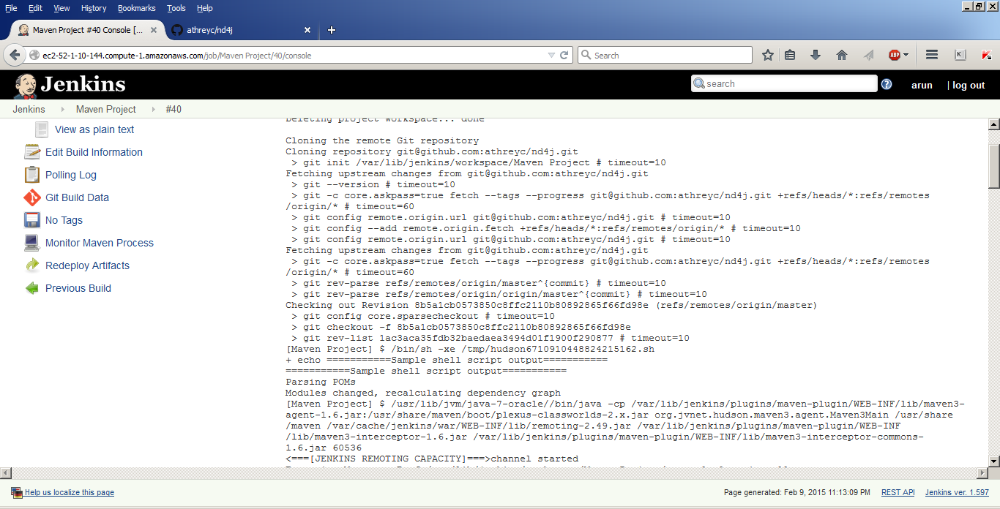 File Edit View History Bookmarks Tools Help
Maven Project #40 Console [... athreyc/nd4j
ec2-52-1-10-144.compute-1.amazonaws.com/job/Maven Project/40/console Search ABP K
Jenkins search arun | log out
Jenkins Maven Project #40
View as plain text
Edit Build Information
Polling Log
Git Build Data
No Tags
Monitor Maven Process
Redeploy Artifacts
Previous Build
Deleting project workspace... done
Cloning the remote Git repository
Cloning repository git@github.com:athreyc/nd4j.git
> git init /var/lib/jenkins/workspace/Maven Project # timeout=10
Fetching upstream changes from git@github.com:athreyc/nd4j.git
> git --version # timeout=10
> git -c core.askpass=true fetch --tags --progress git@github.com:athreyc/nd4j.git +refs/heads/*:refs/remotes
/origin/* # timeout=60
> git config remote.origin.url git@github.com:athreyc/nd4j.git # timeout=10
> git config --add remote.origin.fetch +refs/heads/*:refs/remotes/origin/* # timeout=10
> git config remote.origin.url git@github.com:athreyc/nd4j.git # timeout=10
Fetching upstream changes from git@github.com:athreyc/nd4j.git
> git -c core.askpass=true fetch --tags --progress git@github.com:athreyc/nd4j.git +refs/heads/*:refs/remotes
/origin/* # timeout=60
> git rev-parse refs/remotes/origin/master^{commit} # timeout=10
> git rev-parse refs/remotes/origin/origin/master^{commit} # timeout=10
Checking out Revision 8b5a1cb0573850c8ffc2110b80892865f66fd98e (refs/remotes/origin/master)
> git config core.sparsecheckout # timeout=10
> git checkout -f 8b5a1cb0573850c8ffc2110b80892865f66fd98e
> git rev-list 1ac3aca35fdb32baedaea3494d01f1900f290877 # timeout=10
[Maven Project] $ /bin/sh -xe /tmp/hudson6710910448824215162.sh
+ echo ===========Sample shell script output===========
===========Sample shell script output===========
Parsing POMs
Modules changed, recalculating dependency graph
[Maven Project] $ /usr/lib/jvm/java-7-oracle//bin/java -cp /var/lib/jenkins/plugins/maven-plugin/WEB-INF/lib/maven3-
agent-1.6.jar:/usr/share/maven/boot/plexus-classworlds-2.x.jar org.jvnet.hudson.maven3.agent.Maven3Main /usr/share
/maven /var/cache/jenkins/war/WEB-INF/lib/remoting-2.49.jar /var/lib/jenkins/plugins/maven-plugin/WEB-INF
/lib/maven3-interceptor-1.6.jar /var/lib/jenkins/plugins/maven-plugin/WEB-INF/lib/maven3-interceptor-commons-
1.6.jar 60536
<===[JENKINS REMOTING CAPACITY]===>channel started
Help us localize this page Page generated: Feb 9, 2015 11:13:09 PM REST API Jenkins ver. 1.597